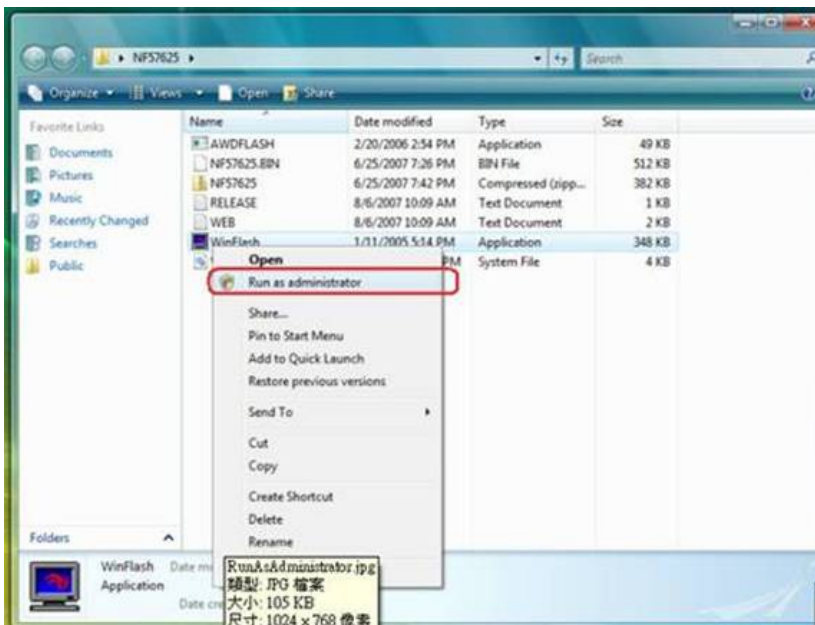 NF57625
Search
Organize Views Open Share
Favorite Links
Documents
Pictures
Music
Recently Changed
Searches
Public
Folders
Name Date modified Type Size
AWDFLASH 2/20/2006 2:54 PM Application 49 KB
NF57625.BIN 6/25/2007 7:26 PM BIN File 512 KB
NF57625 6/25/2007 7:42 PM Compressed (zipp... 382 KB
RELEASE 8/6/2007 10:09 AM Text Document 1 KB
WEB 8/6/2007 10:09 AM Text Document 2 KB
WinFlash 1/11/2005 5:14 PM Application 348 KB
PM System File 4 KB
Open
Run as administrator
Share...
Pin to Start Menu
Add to Quick Launch
Restore previous versions
Send To
Cut
Copy
Create Shortcut
Delete
Rename
WinFlash Date
Application
Date
RunAsAdministrator.jpg
類型: JPG 檔案
大小: 105 KB
尺寸: 1024 x 768 像素